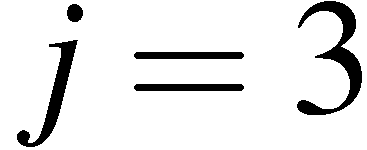 j = 3